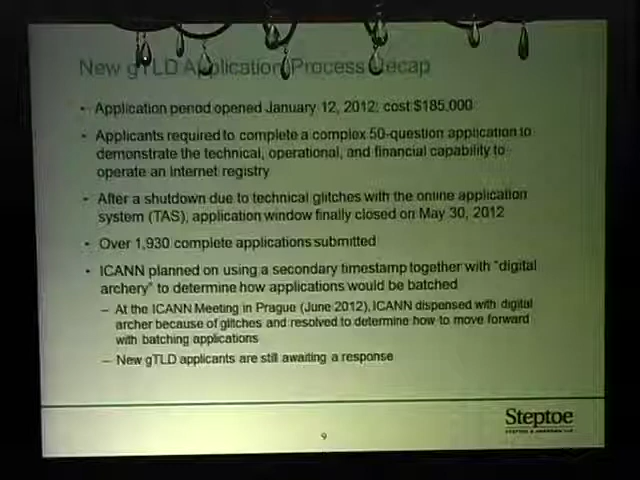 New gTLD Application Process Recap
• Application period opened January 12, 2012; cost $185,000
• Applicants required to complete a complex 50-question application to
demonstrate the technical, operational, and financial capability to
operate an Internet registry
• After a shutdown due to technical glitches with the online application
system (TAS), application window finally closed on May 30, 2012
• Over 1,930 complete applications submitted
• ICANN planned on using a secondary timestamp together with "digital
archery" to determine how applications would be batched
– At the ICANN Meeting in Prague (June 2012), ICANN dispensed with digital
archer because of glitches and resolved to determine how to move forward
with batching applications
– New gTLD applicants are still awaiting a response
Steptoe
STEPTOE & JOHNSON LLP
9